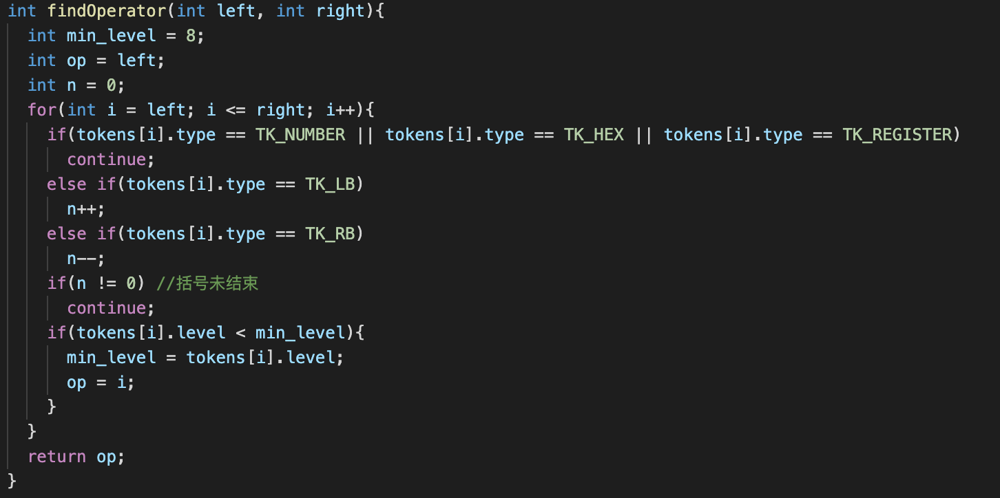 int findOperator(int left, int right){
  int min_level = 8;
  int op = left;
  int n = 0;
  for(int i = left; i <= right; i++){
    if(tokens[i].type == TK_NUMBER || tokens[i].type == TK_HEX || tokens[i].type == TK_REGISTER)
      continue;
    else if(tokens[i].type == TK_LB)
      n++;
    else if(tokens[i].type == TK_RB)
      n--;
    if(n != 0) //括号未结束
      continue;
    if(tokens[i].level < min_level){
      min_level = tokens[i].level;
      op = i;
    }
  }
  return op;
}